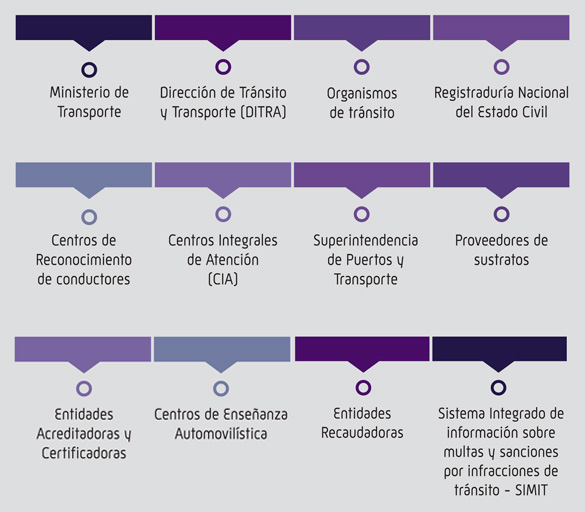 Ministerio de
Transporte
Dirección de Tránsito
y Transporte (DITRA)
Organismos
de tránsito
Registraduría Nacional
del Estado Civil
Centros de
Reconocimiento
de conductores
Centros Integrales
de Atención
(CIA)
Superintendencia
de Puertos y
Transporte
Proveedores de
sustratos
Entidades
Acreditadoras y
Certificadoras
Centros de Enseñanza
Automovilística
Entidades
Recaudadoras
Sistema Integrado de
información sobre
multas y sanciones
por infracciones de
tránsito - SIMIT